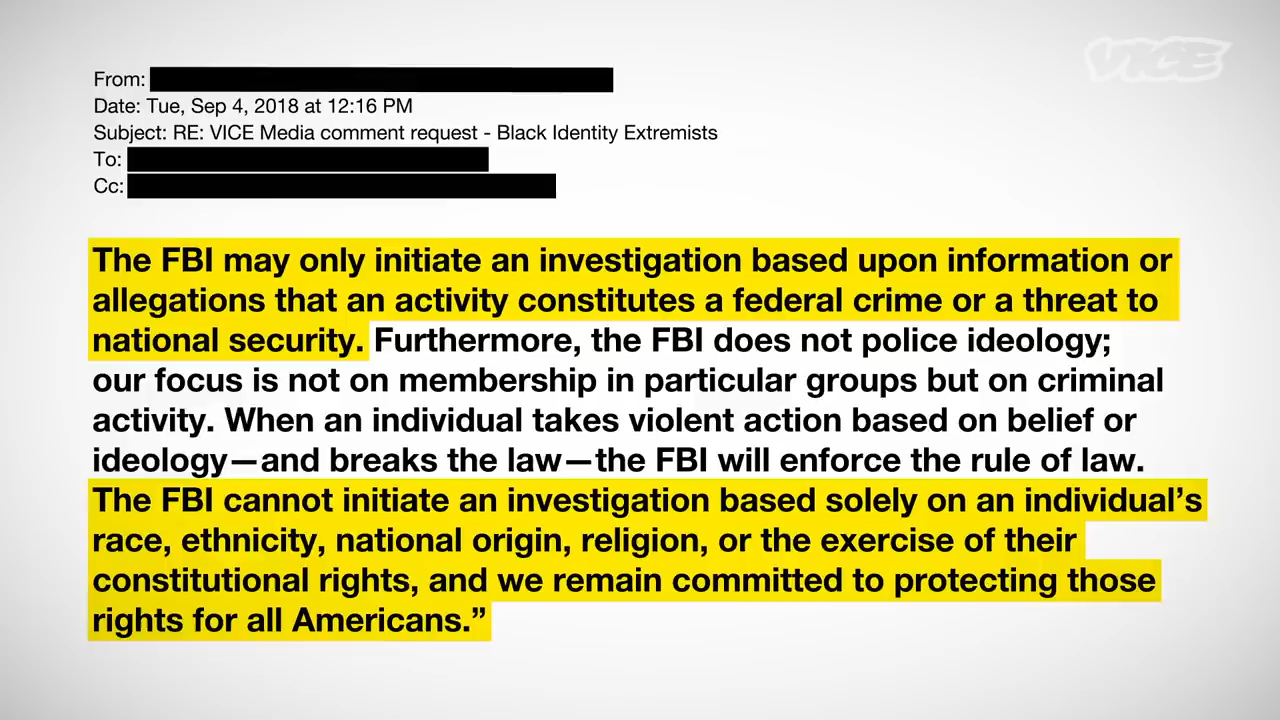 VICE
From:
Date: Tue, Sep 4, 2018 at 12:16 PM
Subject: RE: VICE Media comment request - Black Identity Extremists
To:
Cc:
The FBI may only initiate an investigation based upon information or
allegations that an activity constitutes a federal crime or a threat to
national security. Furthermore, the FBI does not police ideology;
our focus is not on membership in particular groups but on criminal
activity. When an individual takes violent action based on belief or
ideology—and breaks the law—the FBI will enforce the rule of law.
The FBI cannot initiate an investigation based solely on an individual’s
race, ethnicity, national origin, religion, or the exercise of their
constitutional rights, and we remain committed to protecting those
rights for all Americans.”